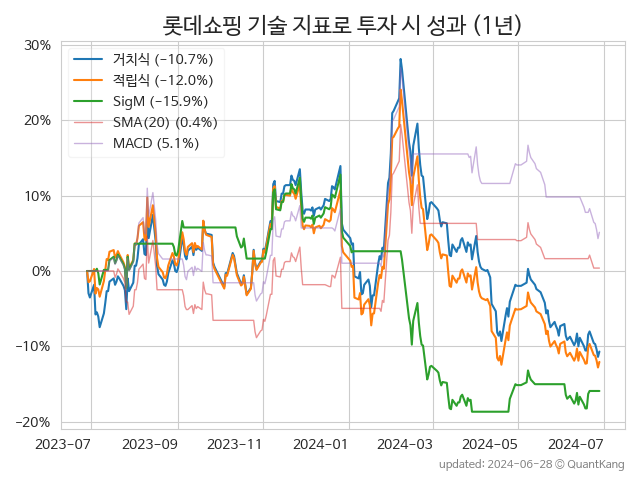 롯데쇼핑 기술 지표로 투자 시 성과 (1년)
30%
20%
10%
0%
−10%
−20%
거치식 (−10.7%)
적립식 (−12.0%)
SigM (−15.9%)
SMA(20) (0.4%)
MACD (5.1%)
2023-07
2023-09
2023-11
2024-01
2024-03
2024-05
2024-07
updated: 2024-06-28 ⓒ QuantKang